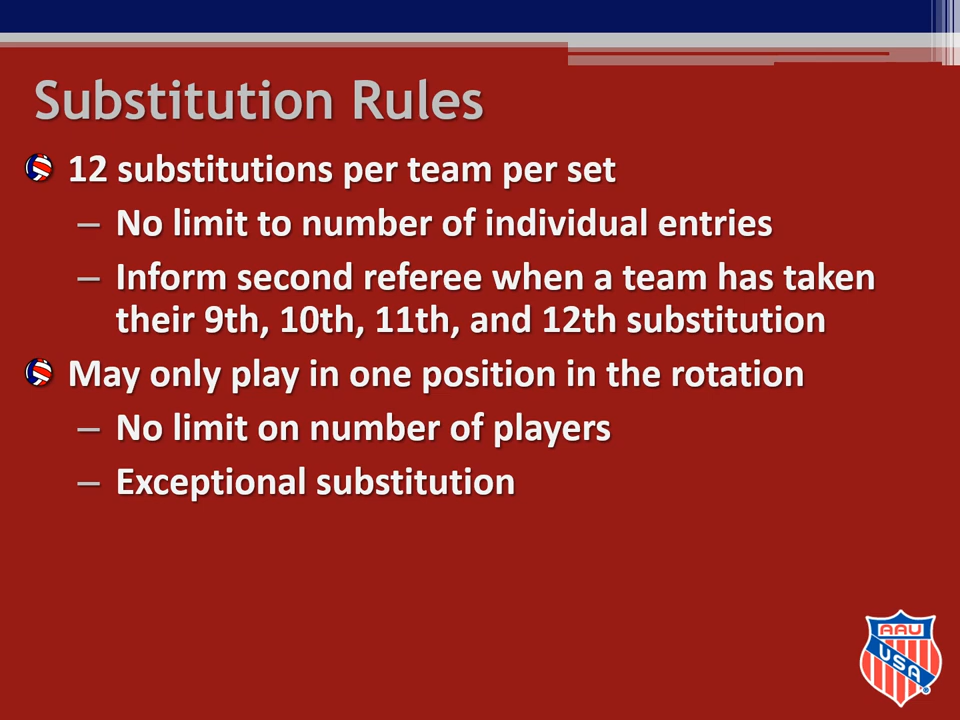 Substitution Rules
12 substitutions per team per set
– No limit to number of individual entries
– Inform second referee when a team has taken
their 9th, 10th, 11th, and 12th substitution
May only play in one position in the rotation
– No limit on number of players
– Exceptional substitution
AAU
USA
®